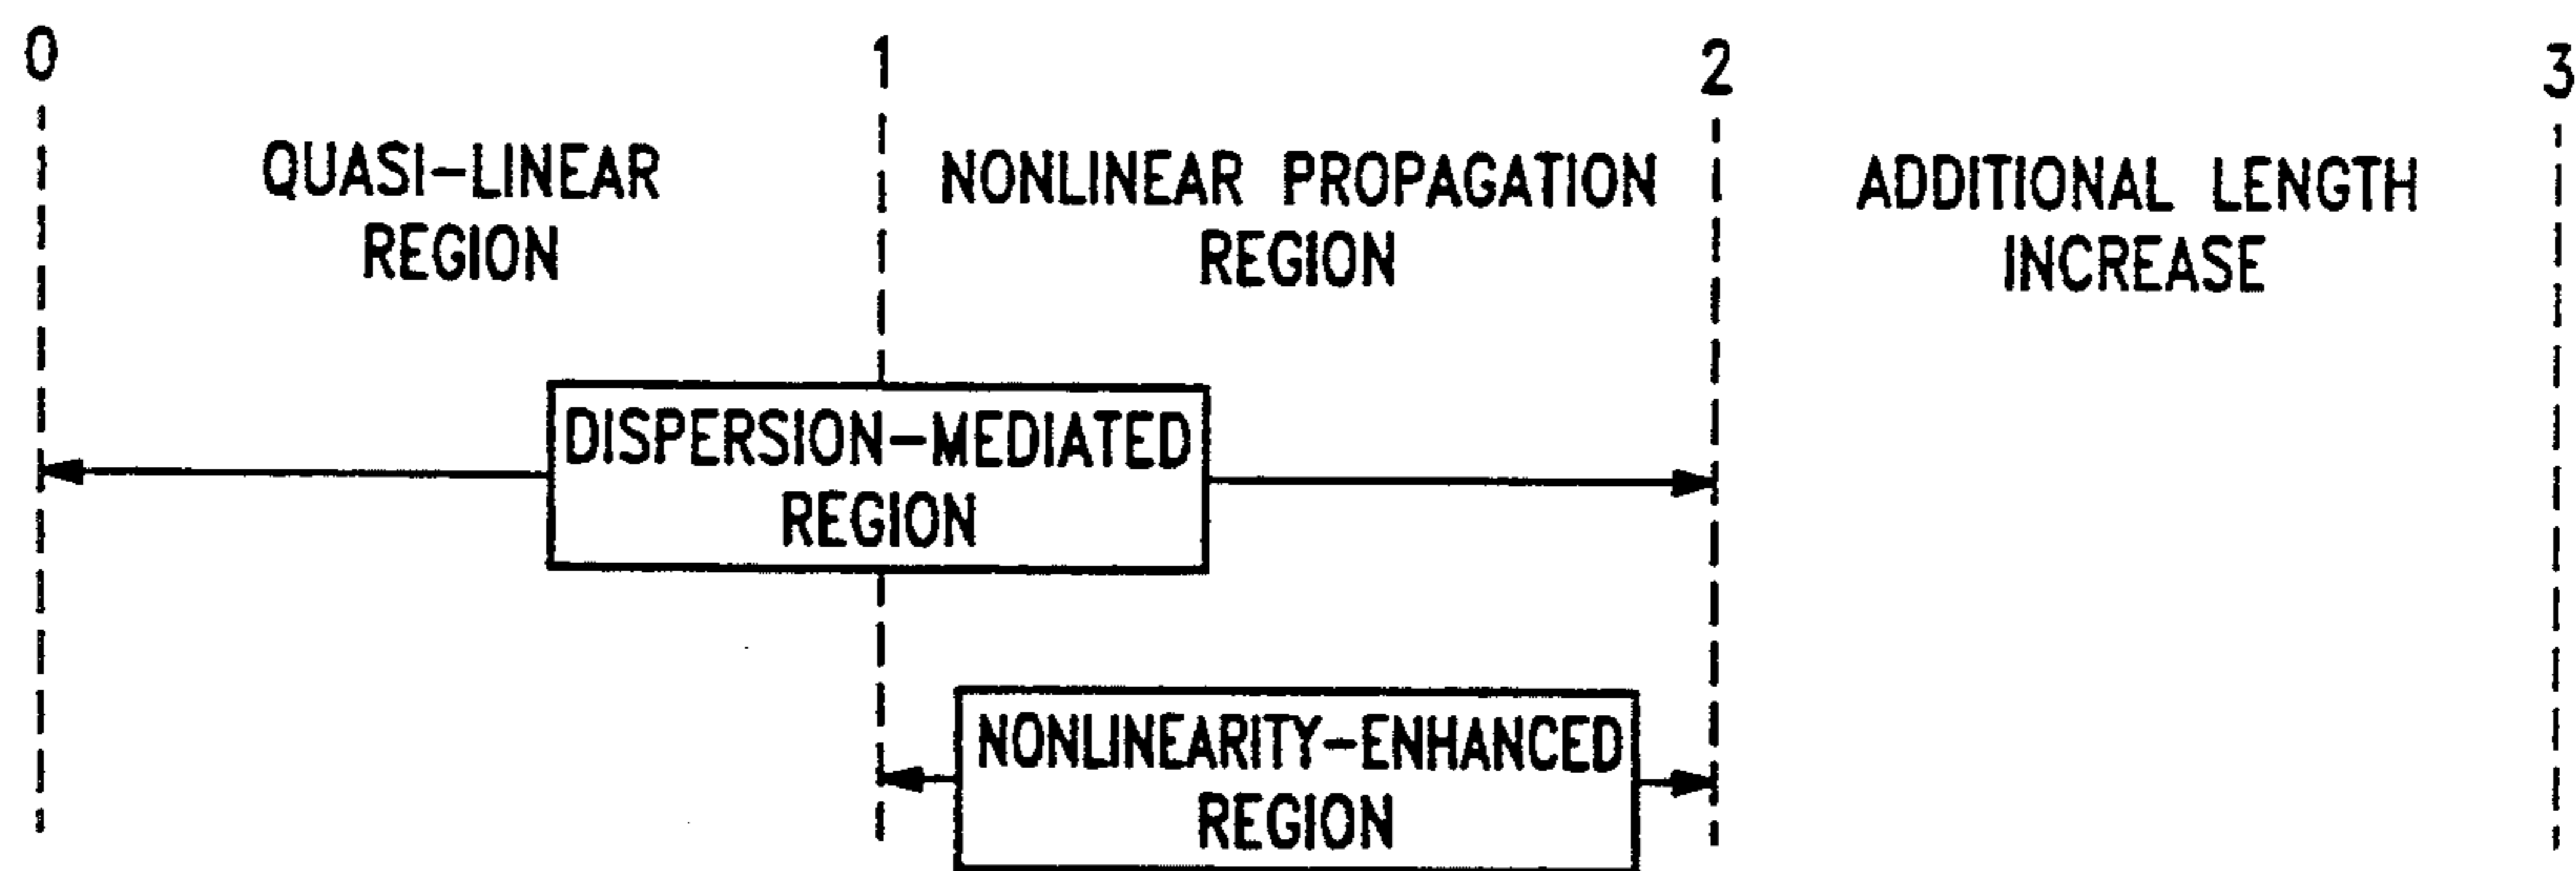 0 1 2 3
QUASI-LINEAR
REGION
NONLINEAR PROPAGATION
REGION
ADDITIONAL LENGTH
INCREASE
DISPERSION-MEDIATED
REGION
NONLINEARITY-ENHANCED
REGION